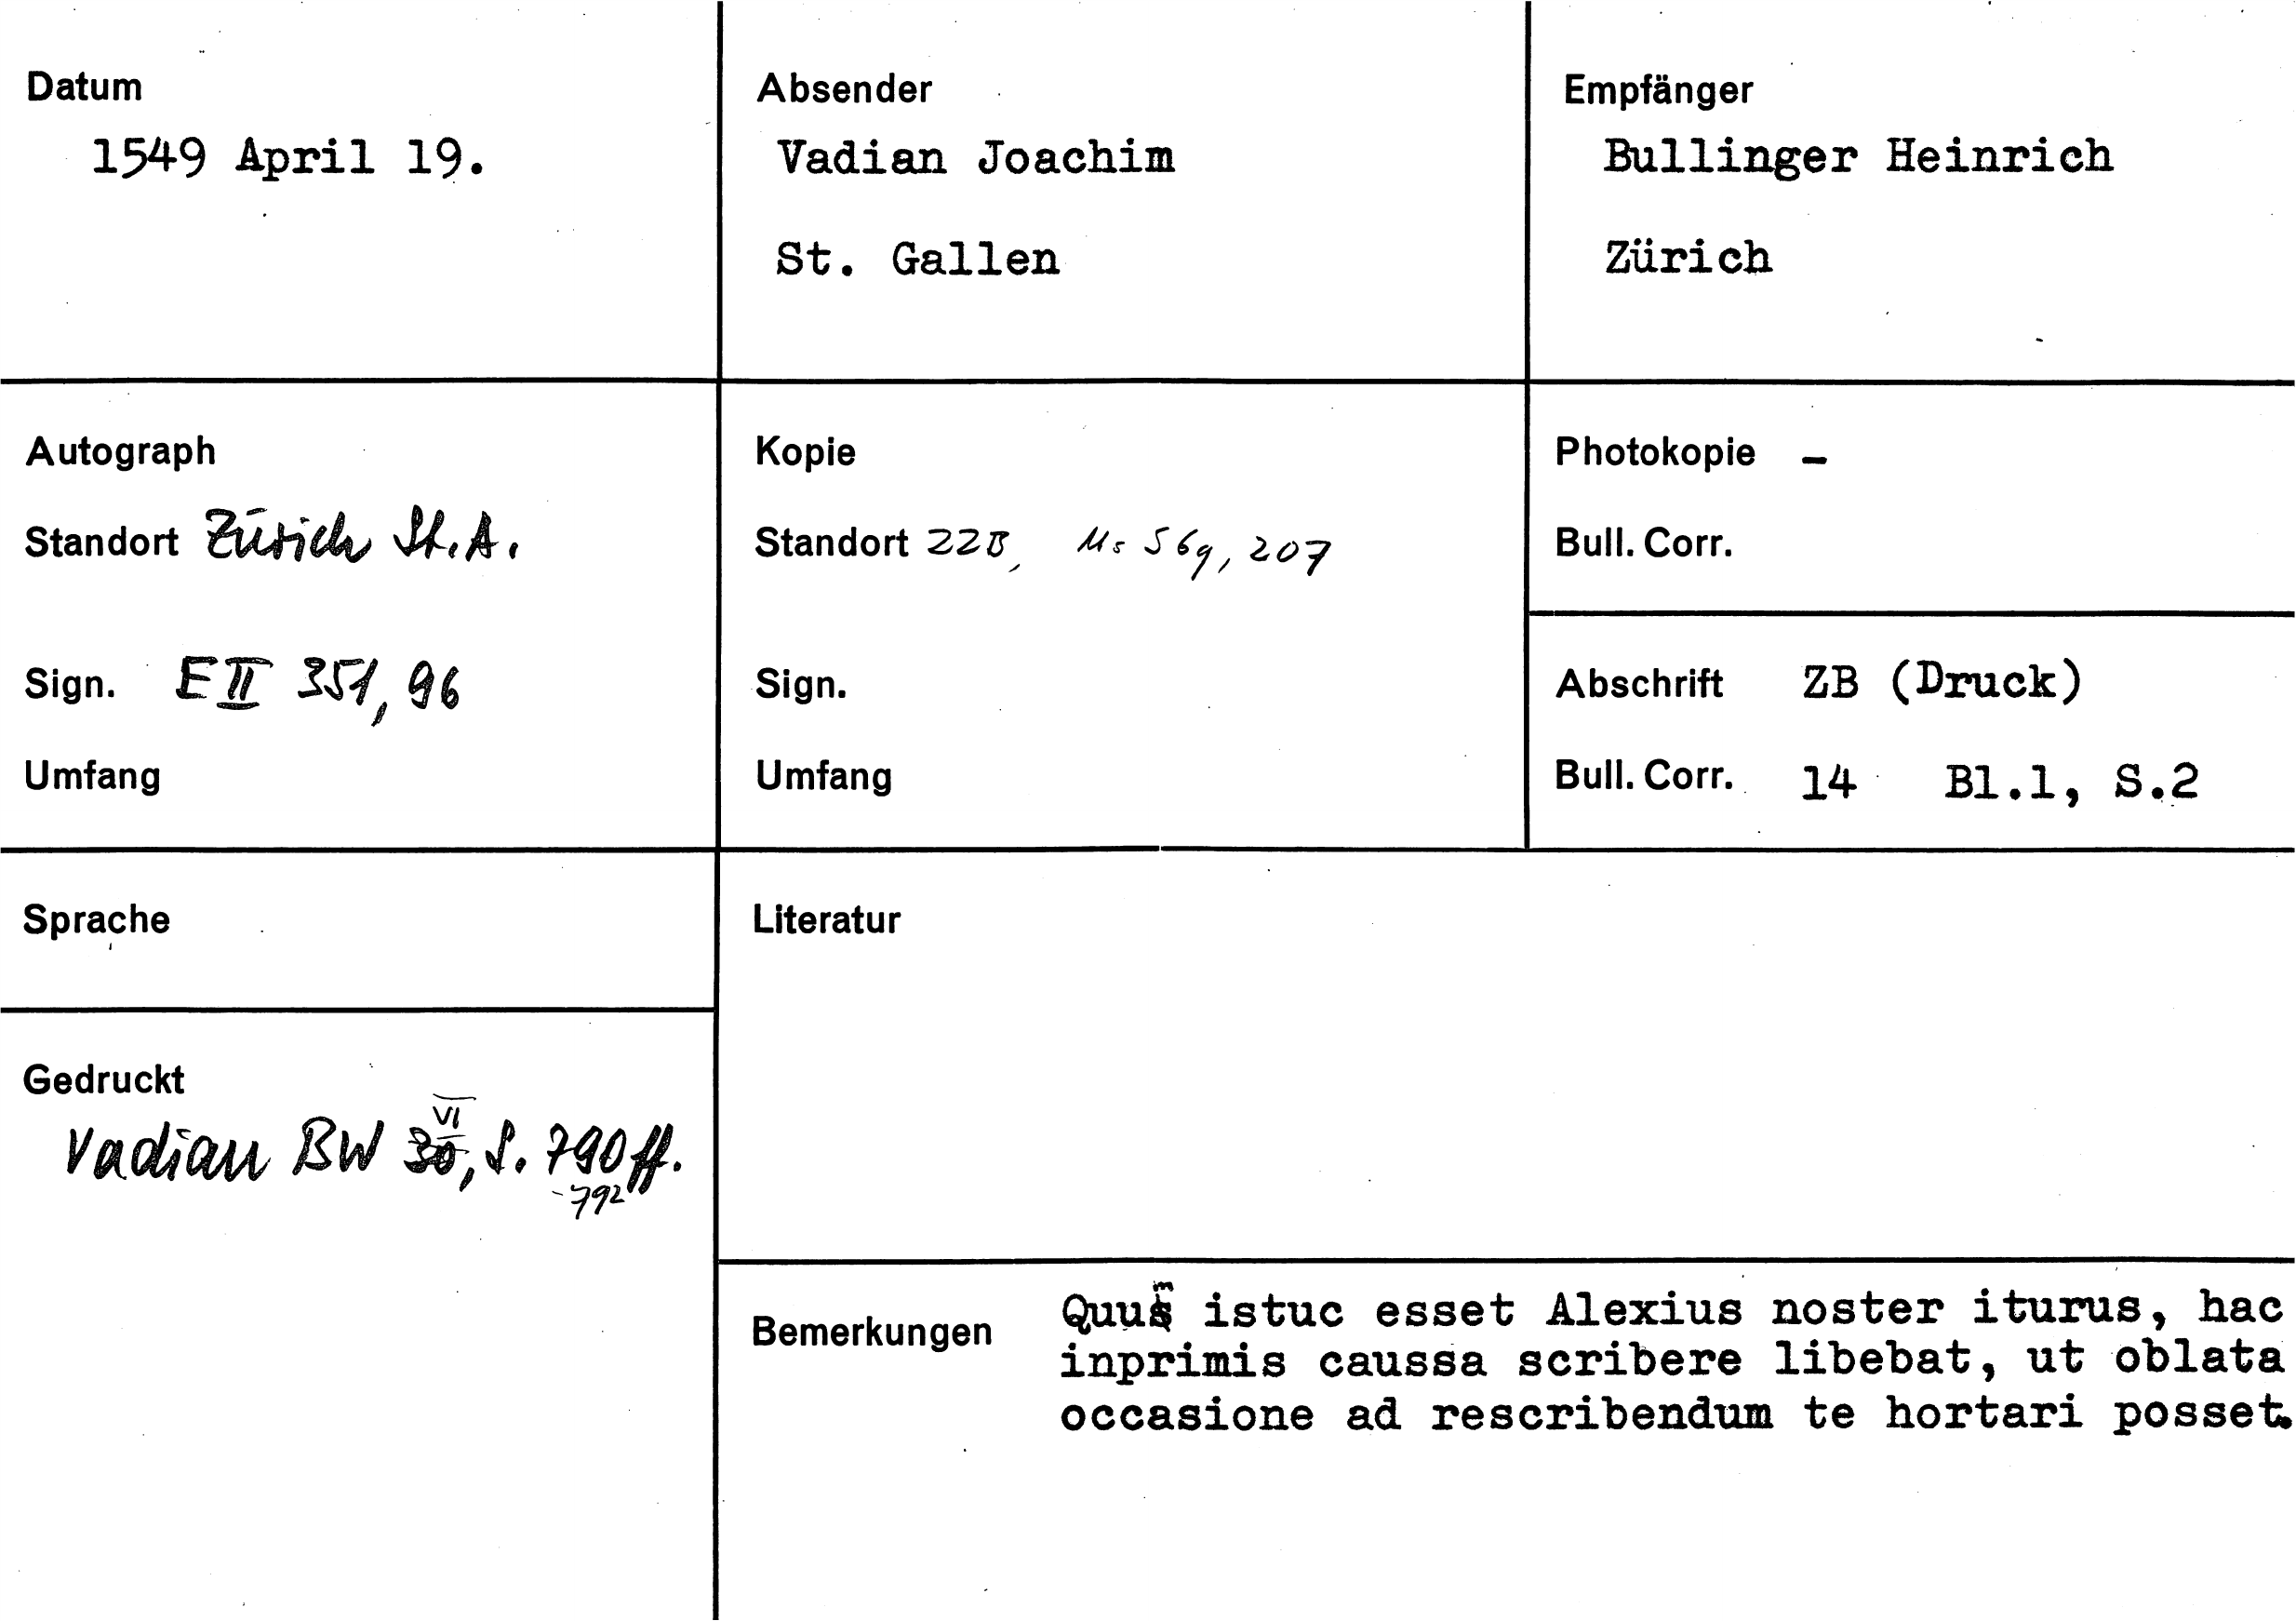 Datum
1549 April 19.
Absender
Vadian Joachim
St. Gallen
Empfänger
Bullinger Heinrich
Zürich
Autograph
Standort Zürich St.A.
Sign. E II 351, 96
Umfang
Kopie
Standort ZZB, Ms S 69, 207
Sign.
Umfang
Photokopie -
Bull. Corr.
Abschrift ZB (Druck)
Bull. Corr. 14 Bl.1, S.2
Sprache
Gedruckt
VI
Vadian BW 30, S. 790ff.
-792
Literatur
Bemerkungen
Quum istuc esset Alexius noster iturus, hac
inprimis caussa scribere libebat, ut oblata
occasione ad rescribendum te hortari posset.